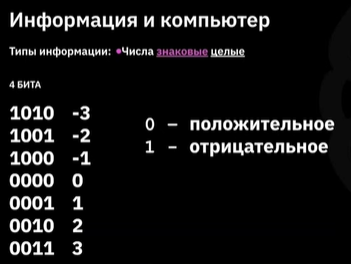 Информация и компьютер
Типы информации: •Числа знаковые целые
4 БИТА
1010 -3
1001 -2
1000 -1
0000 0
0001 1
0010 2
0011 3
0 – положительное
1 – отрицательное